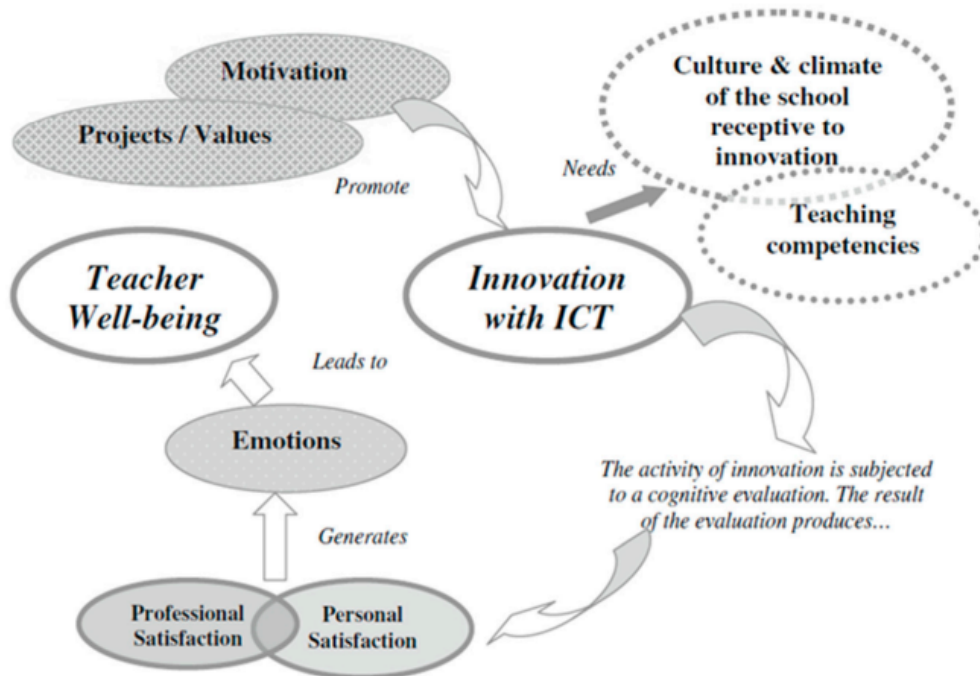 Motivation
Projects / Values
Promote
Culture & climate
of the school
receptive to
innovation
Needs
Teaching
competencies
Teacher
Well-being
Innovation
with ICT
Leads to
Emotions
The activity of innovation is subjected
to a cognitive evaluation. The result
of the evaluation produces...
Generates
Professional
Satisfaction
Personal
Satisfaction